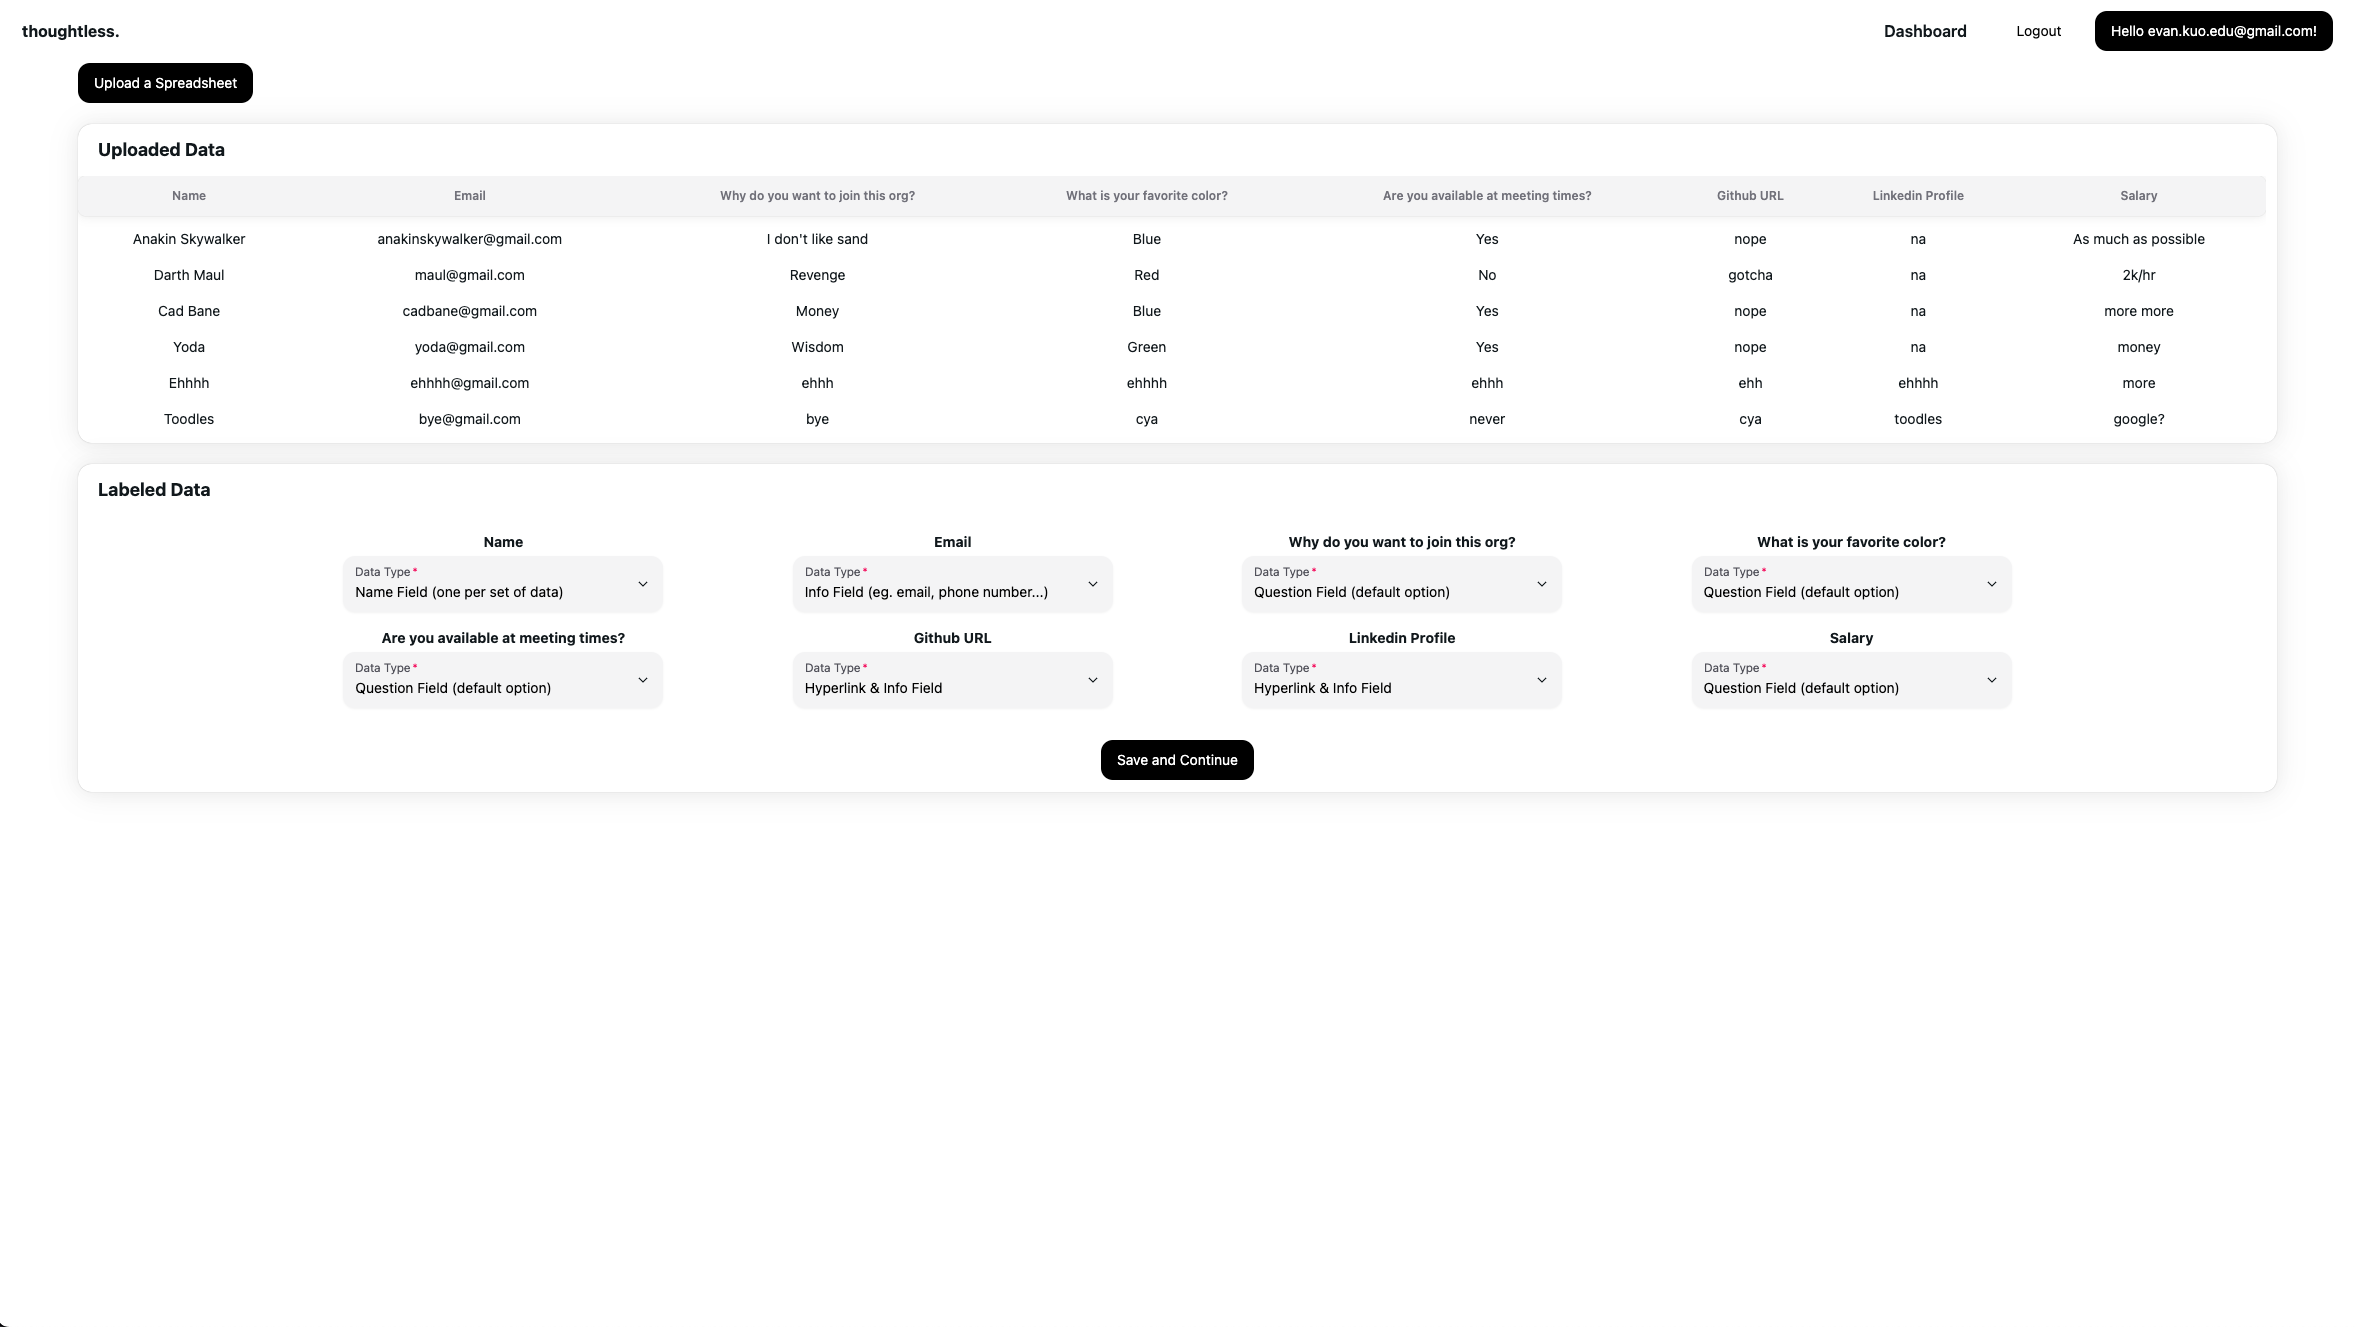 thoughtless. Dashboard Logout Hello evan.kuo.edu@gmail.com!
Upload a Spreadsheet
Uploaded Data
Name Email Why do you want to join this org? What is your favorite color? Are you available at meeting times? Github URL Linkedin Profile Salary
Anakin Skywalker anakinskywalker@gmail.com I don't like sand Blue Yes nope na As much as possible
Darth Maul maul@gmail.com Revenge Red No gotcha na 2k/hr
Cad Bane cadbane@gmail.com Money Blue Yes nope na more more
Yoda yoda@gmail.com Wisdom Green Yes nope na money
Ehhhh ehhhh@gmail.com ehhh ehhhh ehhh ehh ehhhh more
Toodles bye@gmail.com bye cya never cya toodles google?
Labeled Data
Name Email Why do you want to join this org? What is your favorite color?
Data Type* Data Type* Data Type* Data Type*
Name Field (one per set of data) Info Field (eg. email, phone number...) Question Field (default option) Question Field (default option)
Are you available at meeting times? Github URL Linkedin Profile Salary
Data Type* Data Type* Data Type* Data Type*
Question Field (default option) Hyperlink & Info Field Hyperlink & Info Field Question Field (default option)
Save and Continue